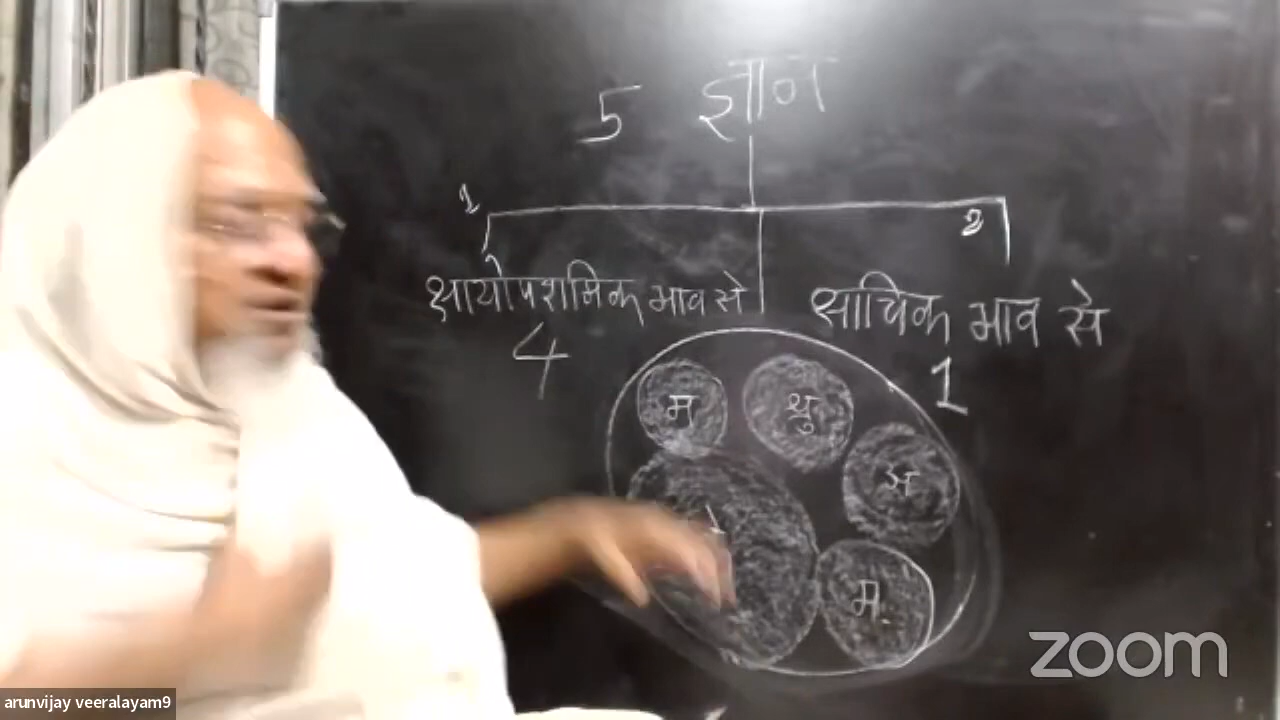 5 ज्ञान
1
2
क्षायोपशमिक भाव से
क्षायिक भाव से
4
1
म
श्रु
अ
म.
zoom
arunvijay veeralayam9